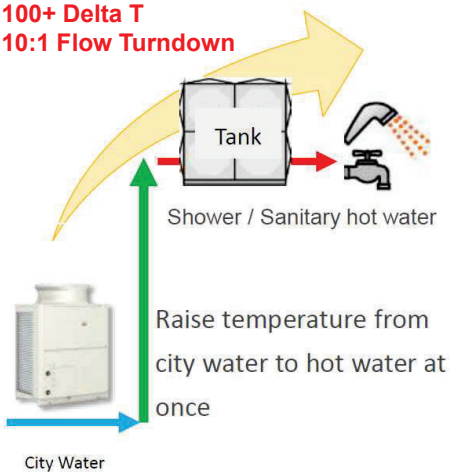 100+ Delta T
10:1 Flow Turndown
Tank
Shower / Sanitary hot water
Raise temperature from
city water to hot water at
once
City Water